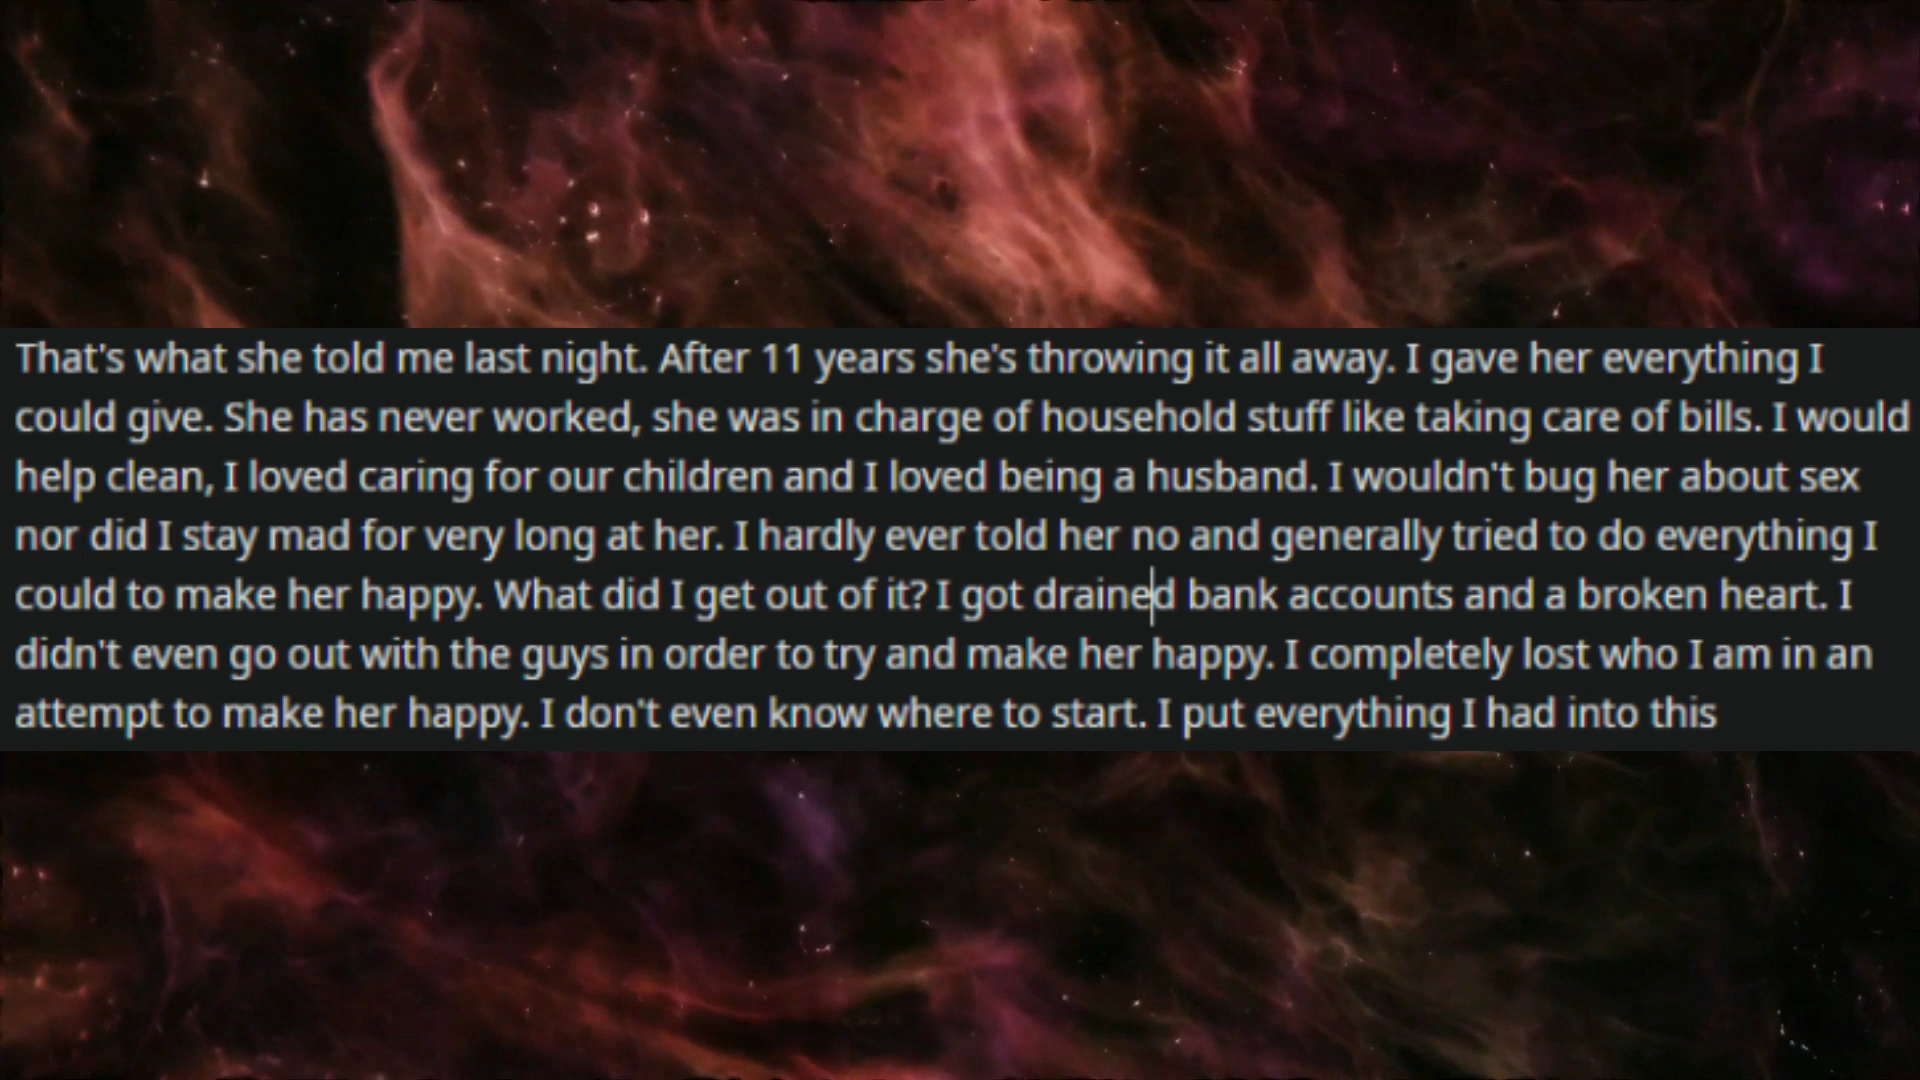 That's what she told me last night. After 11 years she's throwing it all away. I gave her everything I
could give. She has never worked, she was in charge of household stuff like taking care of bills. I would
help clean, I loved caring for our children and I loved being a husband. I wouldn't bug her about sex
nor did I stay mad for very long at her. I hardly ever told her no and generally tried to do everything I
could to make her happy. What did I get out of it? I got drained bank accounts and a broken heart. I
didn't even go out with the guys in order to try and make her happy. I completely lost who I am in an
attempt to make her happy. I don't even know where to start. I put everything I had into this